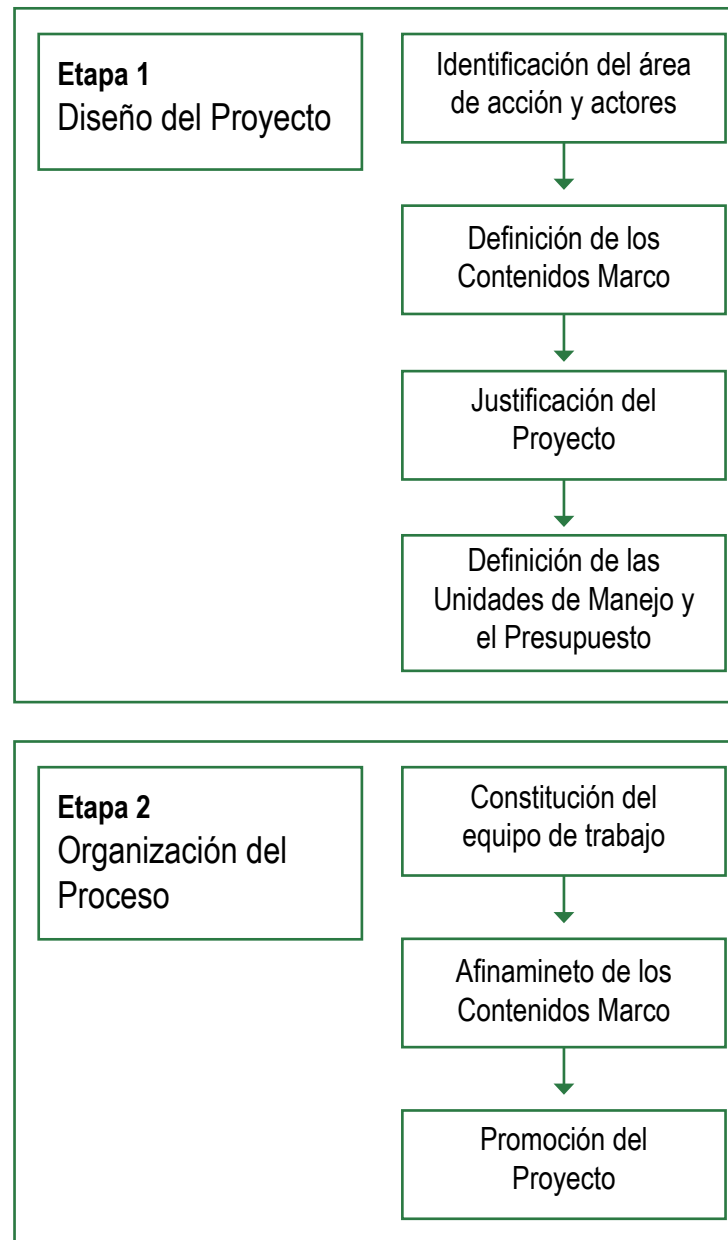 Etapa 1
Diseño del Proyecto
Identificación del área
de acción y actores
Definición de los
Contenidos Marco
Justificación del
Proyecto
Definición de las
Unidades de Manejo y
el Presupuesto
Etapa 2
Organización del
Proceso
Constitución del
equipo de trabajo
Afinamineto de los
Contenidos Marco
Promoción del
Proyecto